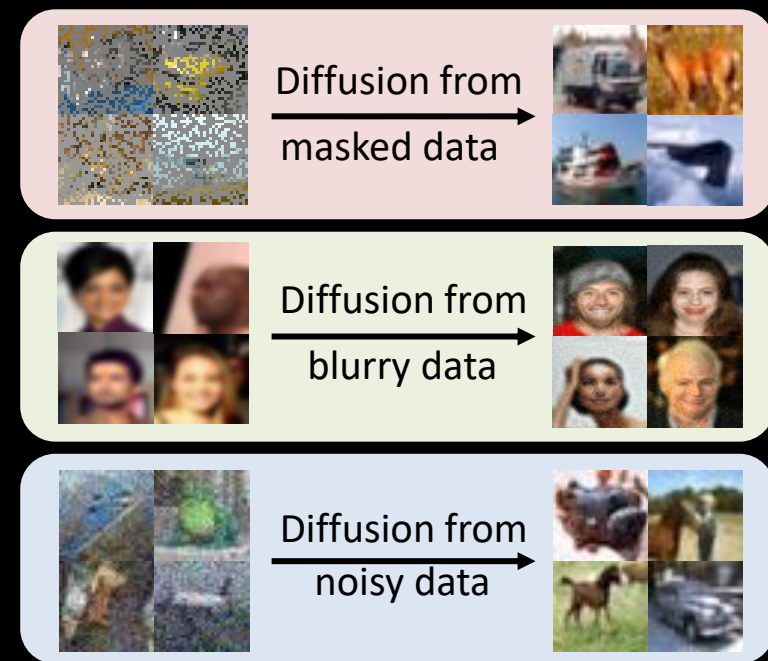 Diffusion from
masked data
Diffusion from
blurry data
Diffusion from
noisy data